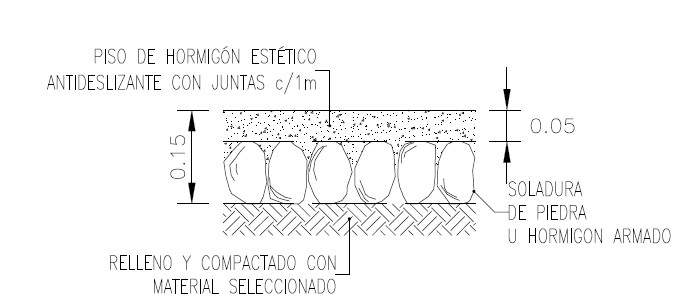 PISO DE HORMIGÓN ESTÉTICO
ANTIDESLIZANTE CON JUNTAS c/1m
0.15
0.05
SOLADURA
DE PIEDRA
U HORMIGON ARMADO
RELLENO Y COMPACTADO CON
MATERIAL SELECCIONADO